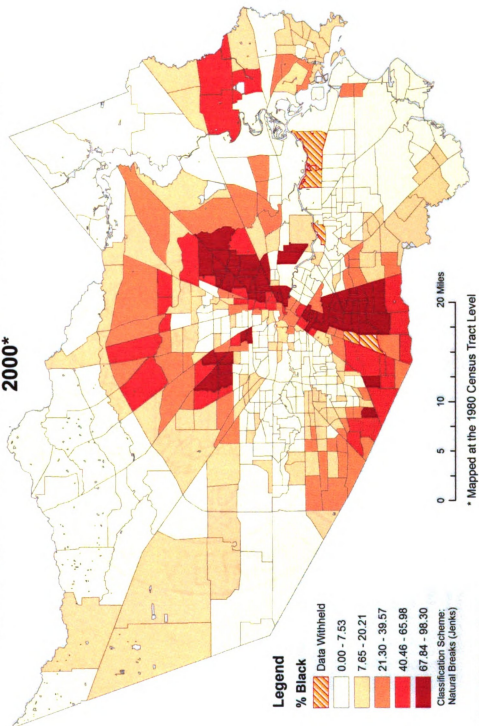 2000*
Legend
% Black
Data Withheld
0.00 - 7.53
7.65 - 20.21
21.30 - 39.57
40.46 - 65.98
67.84 - 98.30
Classification Scheme:
Natural Breaks (Jenks)
0 5 10 20 Miles
* Mapped at the 1980 Census Tract Level